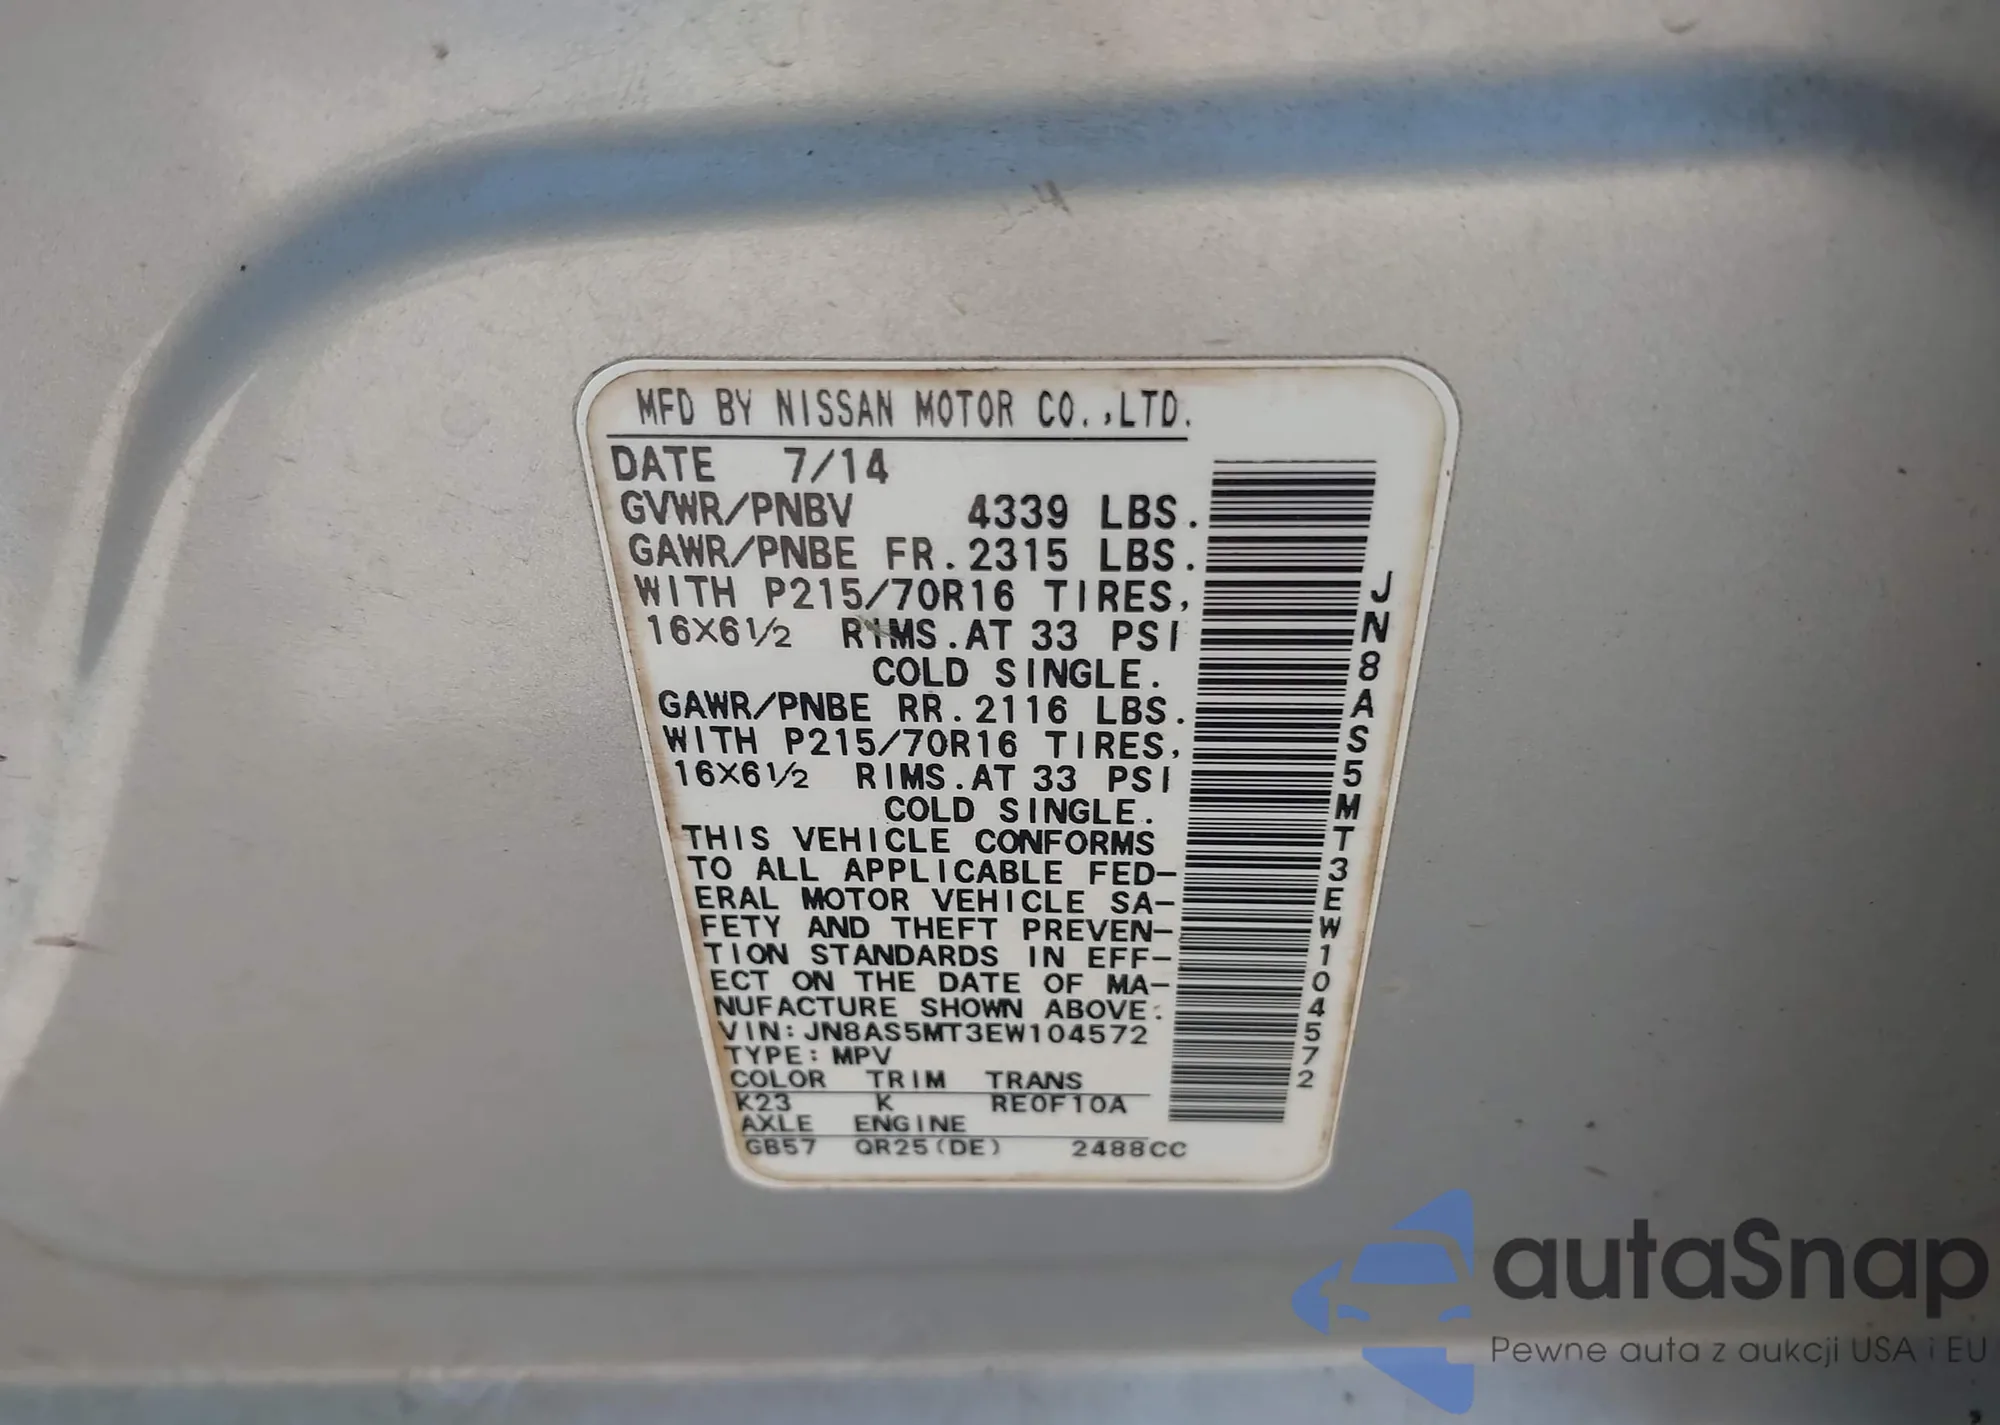 MFD BY NISSAN MOTOR CO.,LTD.
DATE 7/14
GVWR/PNBV 4339 LBS.
GAWR/PNBE FR.2315 LBS.
WITH P215/70R16 TIRES,
16X6½ RIMS.AT 33 PSI
COLD SINGLE.
GAWR/PNBE RR.2116 LBS.
WITH P215/70R16 TIRES,
16X6½ RIMS.AT 33 PSI
COLD SINGLE.
THIS VEHICLE CONFORMS
TO ALL APPLICABLE FED-
ERAL MOTOR VEHICLE SA-
FETY AND THEFT PREVEN-
TION STANDARDS IN EFF-
ECT ON THE DATE OF MA-
NUFACTURE SHOWN ABOVE.
VIN:JN8AS5MT3EW104572
TYPE:MPV
COLOR TRIM TRANS
K23 K RE0F10A
AXLE ENGINE
GB57 QR25(DE) 2488CC
JN8AS5MT3EW104572
autaSnap
Pewne auta z aukcji USA i EU